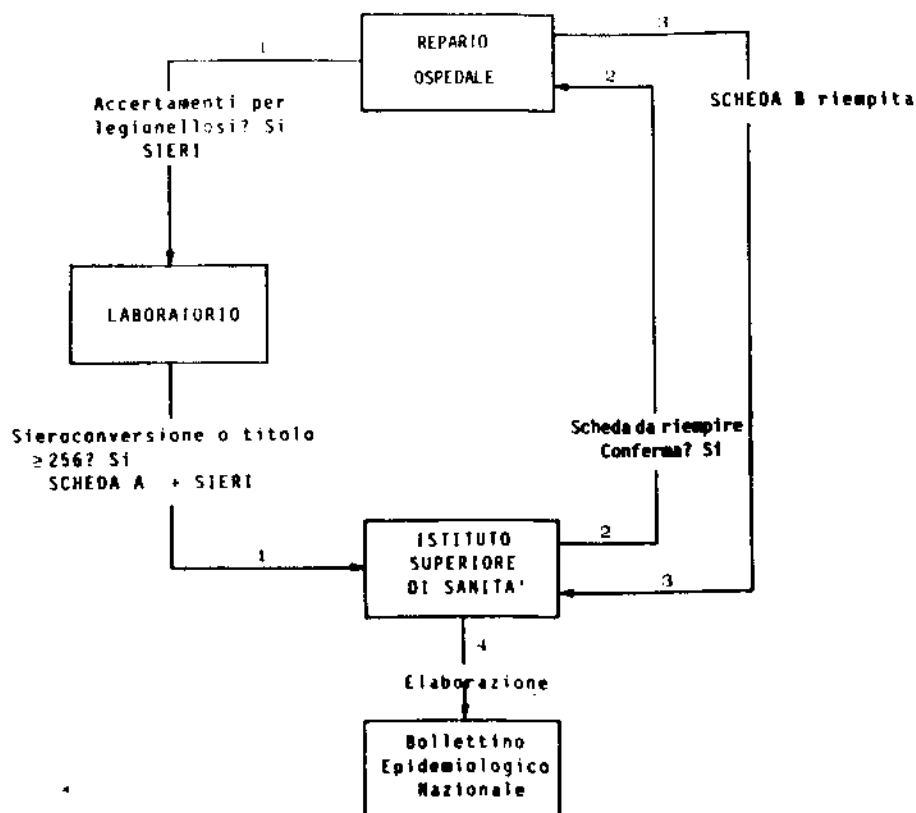 1
3
REPARIO
OSPEDALE
2
SCHEDA B riempita
Accertamenti per
legionellosi? Si
SIERI
LABORATORIO
Sieroconversione o titolo
≥256? Si
SCHEDA A + SIERI
Scheda da riempire
Conferma? Si
1
ISTITUTO
SUPERIORE
DI SANITA'
2
3
4
Elaborazione
Bollettino
Epidemiologico
Nazionale